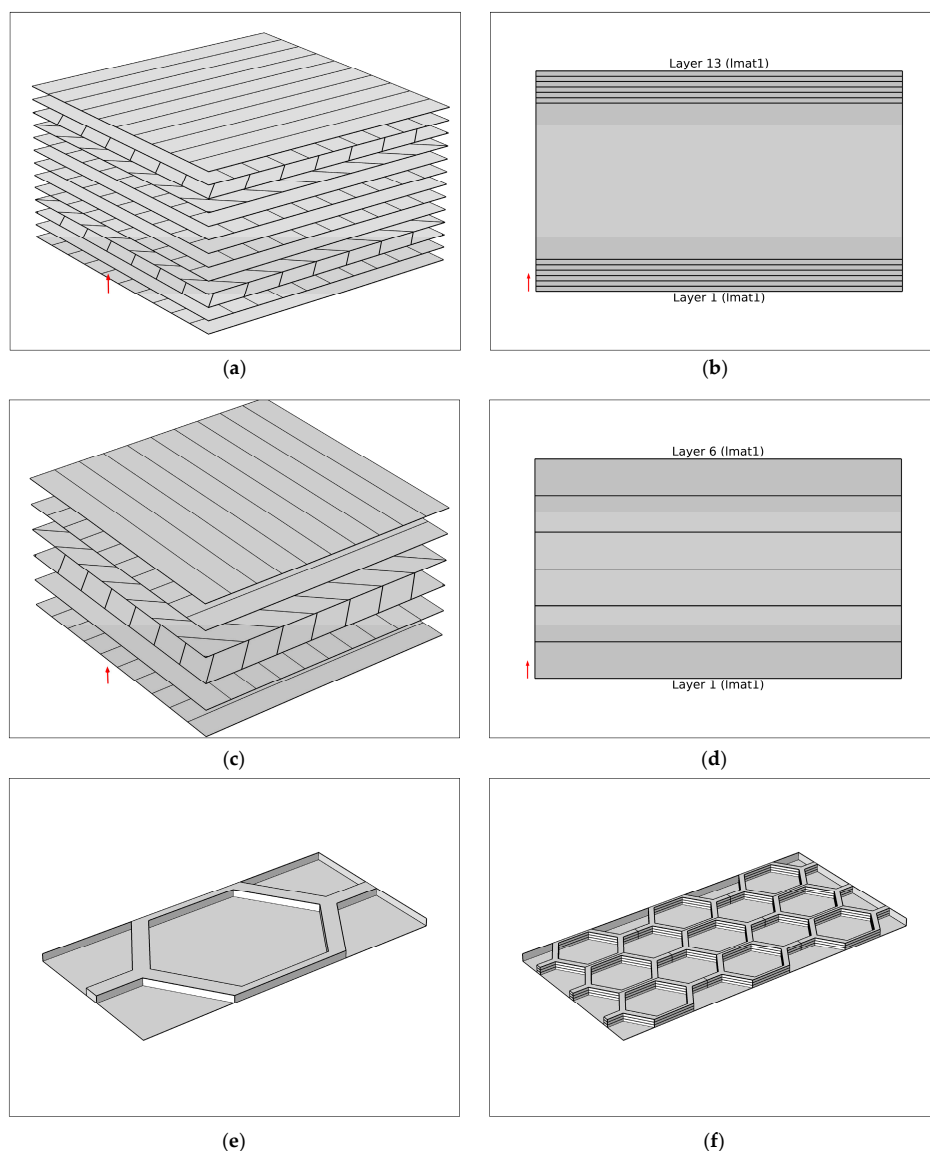 Layer 13 (lmat1)
Layer 1 (lmat1)
(a)
(b)
Layer 6 (lmat1)
Layer 1 (lmat1)
(c)
(d)
(e)
(f)